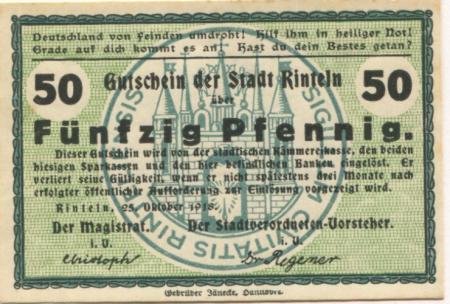 Deutschland von Feinden umdroht! Hilf ihm in heiliger Not!
Grade auf dich kommt es an! Hast du dein Bestes getan?
50 Gutschein der Stadt Rinteln 50
über
Fünfzig Pfennig.
Dieser Gutschein wird von der städtischen Kämmereikasse, den beiden
hiesigen Sparkassen und den hier befindlichen Banken eingelöst. Er
verliert seine Gültigkeit, wenn er nicht spätestens drei Monate nach
erfolgter öffentlicher Aufforderung zur Einlösung vorgezeigt wird.
Rinteln, 25. Oktober 1918.
Der Magistrat. Der Stadtverordneten-Vorsteher.
i. V. i. V.
Christoph Dr. Regener
SIGILLUM CIVITATIS RIN
Gebrüder Jänecke, Hannover.